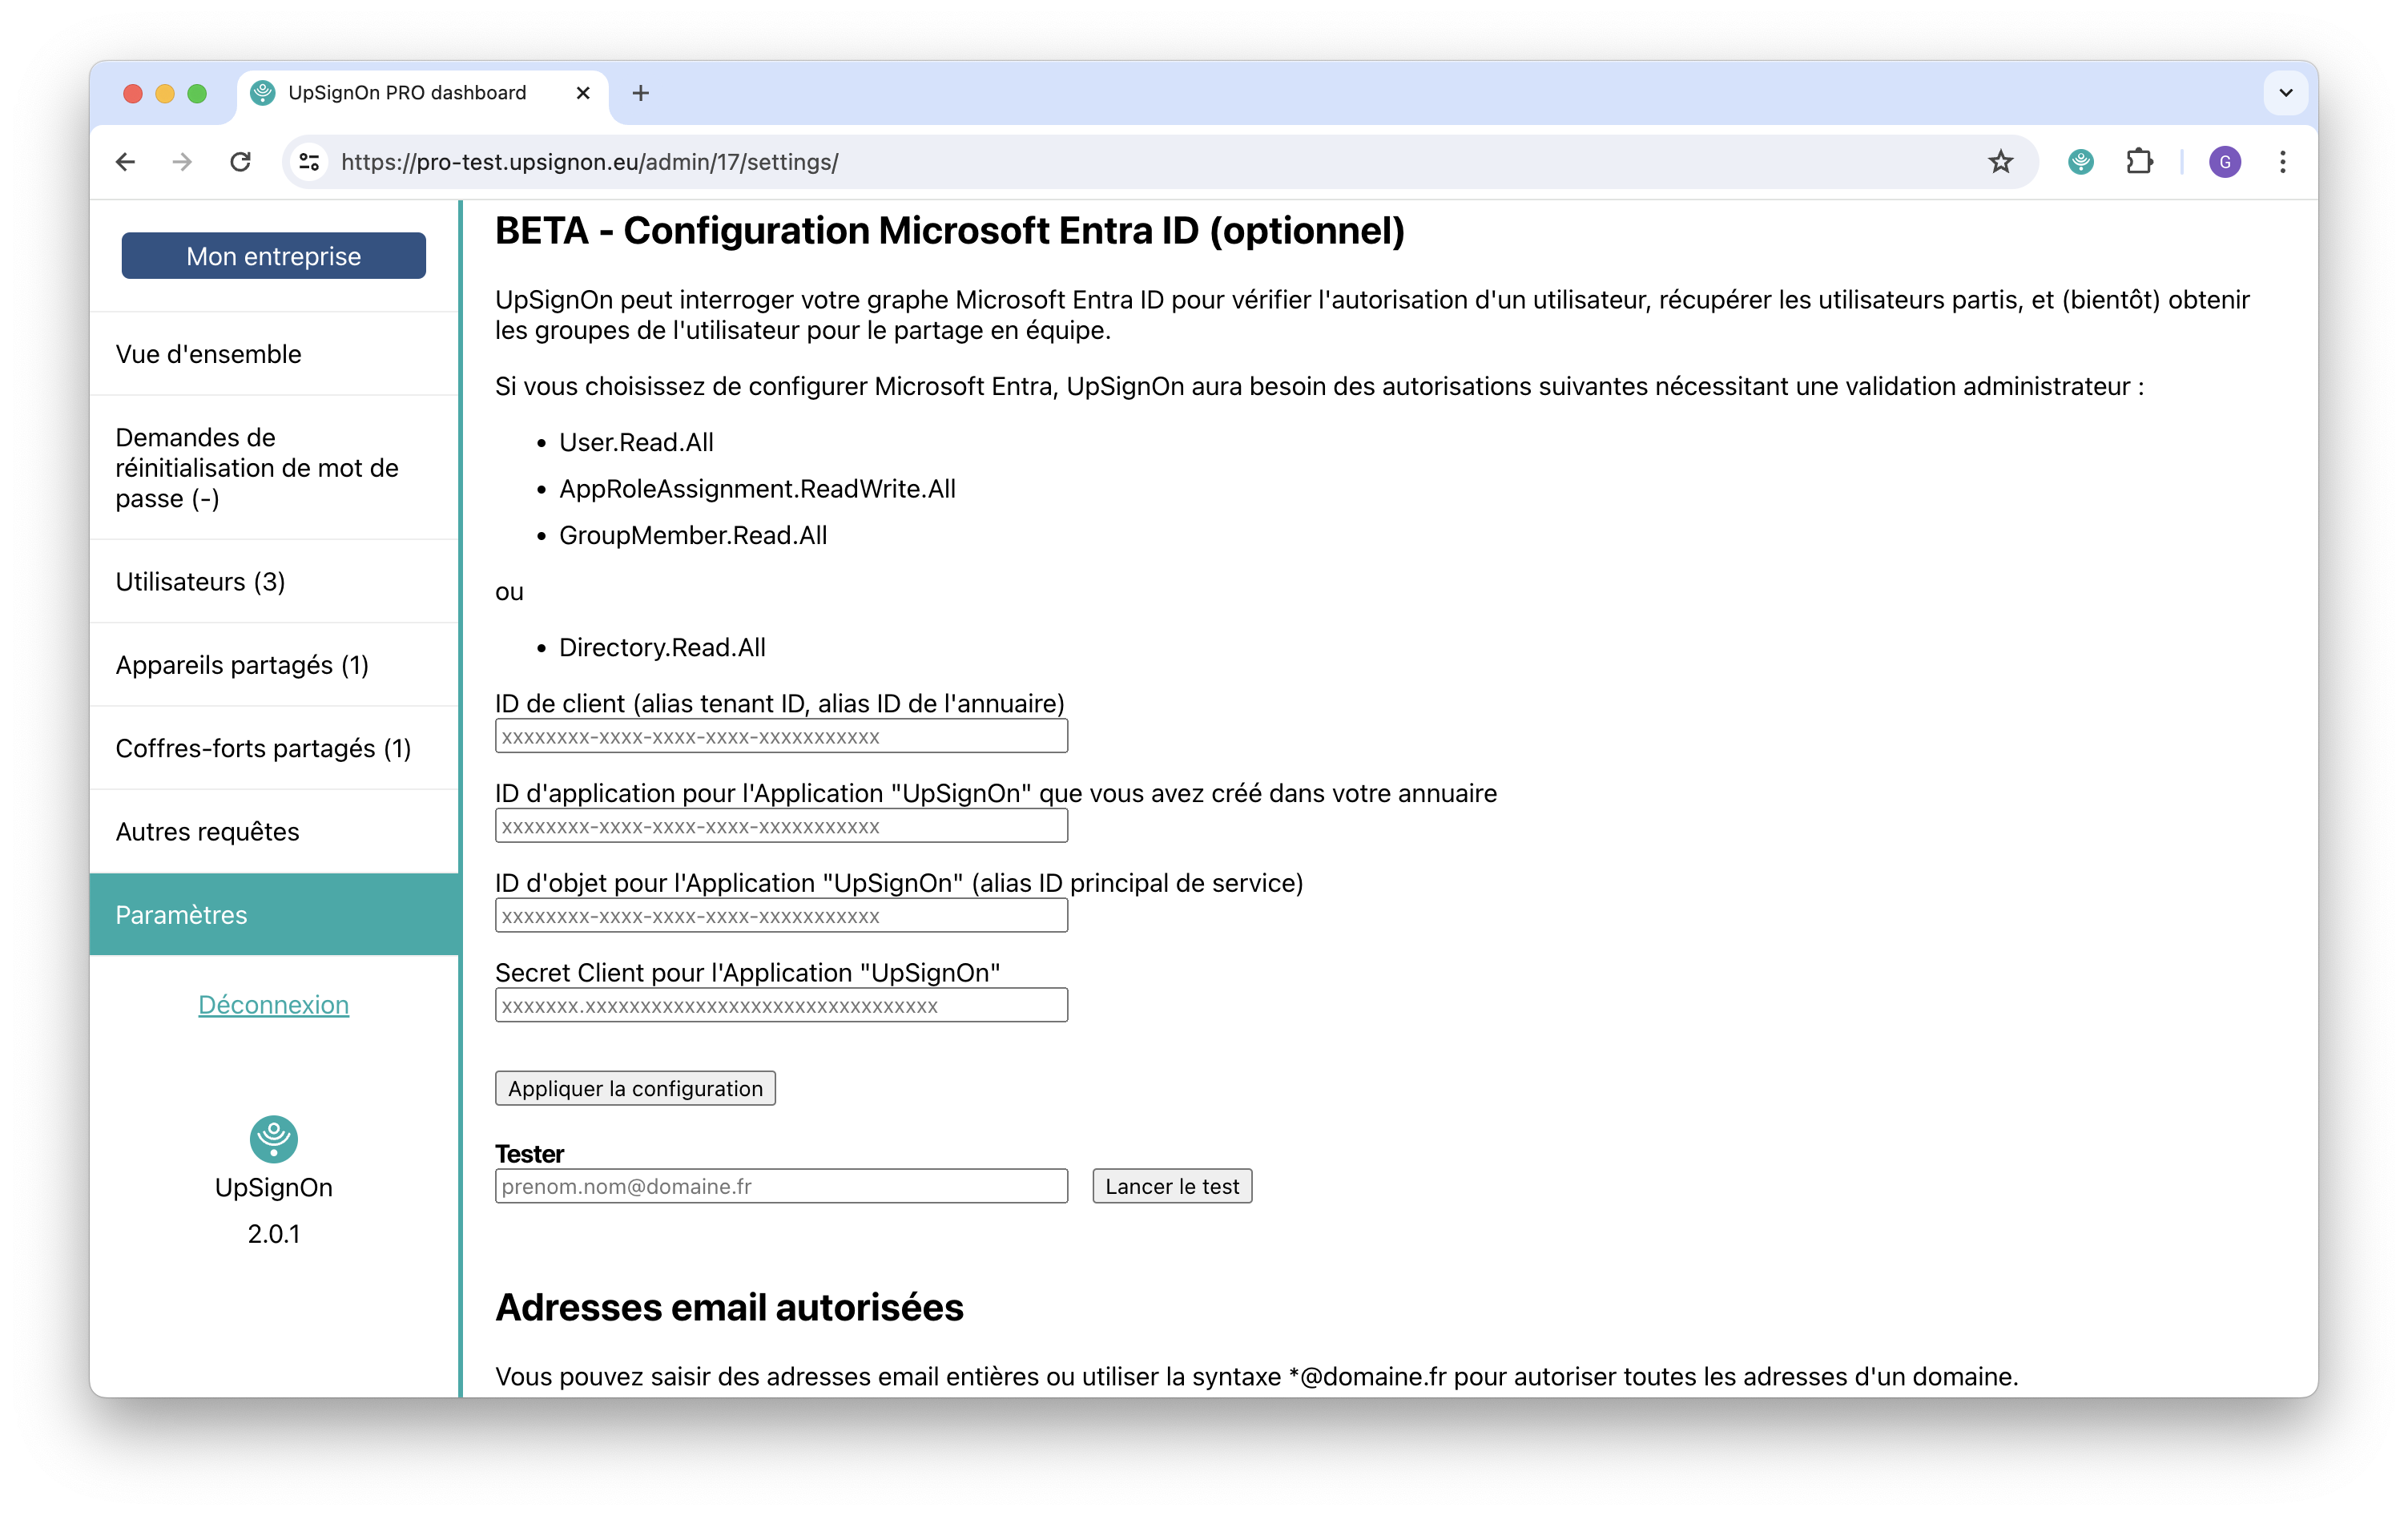 UpSignOn PRO dashboard
https://pro-test.upsignon.eu/admin/17/settings/
G
Mon entreprise
Vue d'ensemble
Demandes de
réinitialisation de mot de
passe (-)
Utilisateurs (3)
Appareils partagés (1)
Coffres-forts partagés (1)
Autres requêtes
Paramètres
Déconnexion
UpSignOn
2.0.1
BETA - Configuration Microsoft Entra ID (optionnel)
UpSignOn peut interroger votre graphe Microsoft Entra ID pour vérifier l'autorisation d'un utilisateur, récupérer les utilisateurs partis, et (bientôt) obtenir
les groupes de l'utilisateur pour le partage en équipe.
Si vous choisissez de configurer Microsoft Entra, UpSignOn aura besoin des autorisations suivantes nécessitant une validation administrateur :
• User.Read.All
• AppRoleAssignment.ReadWrite.All
• GroupMember.Read.All
ou
• Directory.Read.All
ID de client (alias tenant ID, alias ID de l'annuaire)
xxxxxxxx-xxxx-xxxx-xxxx-xxxxxxxxxxx
ID d'application pour l'Application "UpSignOn" que vous avez créé dans votre annuaire
xxxxxxxx-xxxx-xxxx-xxxx-xxxxxxxxxxx
ID d'objet pour l'Application "UpSignOn" (alias ID principal de service)
xxxxxxxx-xxxx-xxxx-xxxx-xxxxxxxxxxx
Secret Client pour l'Application "UpSignOn"
xxxxxxx.xxxxxxxxxxxxxxxxxxxxxxxxxxxxxxxx
Appliquer la configuration
Tester
prenom.nom@domaine.fr
Lancer le test
Adresses email autorisées
Vous pouvez saisir des adresses email entières ou utiliser la syntaxe *@domaine.fr pour autoriser toutes les adresses d'un domaine.